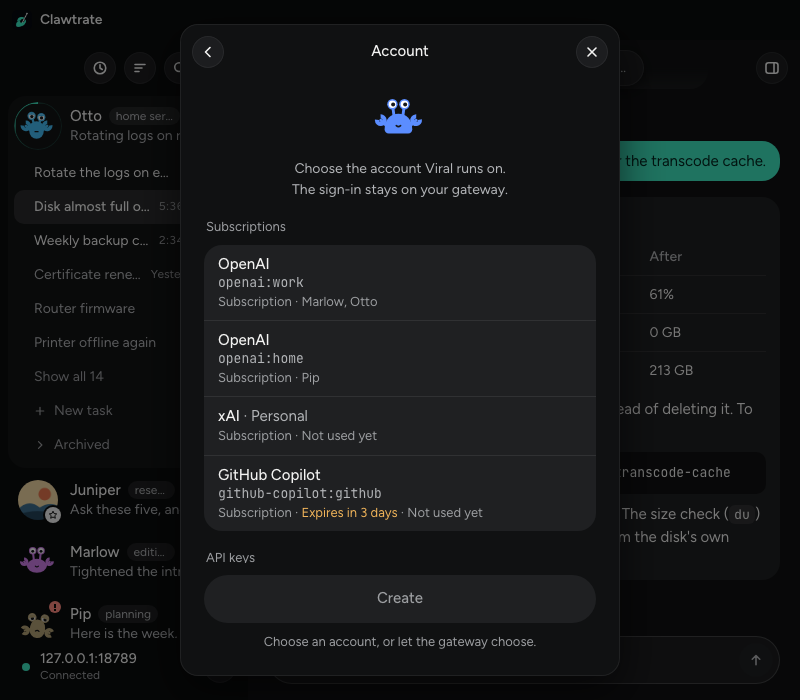 Clawtrate
Account
Otto home ser...
Rotating logs on
Rotate the logs on e...
Disk almost full o... 5:36
Weekly backup c... 2:34
Certificate rene... Yeste
Router firmware
Printer offline again
Show all 14
+ New task
> Archived
Juniper rese...
Ask these five, an
Marlow editi...
Tightened the intr
Pip planning
Here is the week.
127.0.0.1:18789
Connected
Choose the account Viral runs on.
The sign-in stays on your gateway.
Subscriptions
OpenAI
openai:work
Subscription · Marlow, Otto
OpenAI
openai:home
Subscription · Pip
xAI · Personal
Subscription · Not used yet
GitHub Copilot
github-copilot:github
Subscription · Expires in 3 days · Not used yet
API keys
Create
Choose an account, or let the gateway choose.
the transcode cache.
After
61%
0 GB
213 GB
ead of deleting it. To
transcode-cache
The size check ( du )
m the disk's own